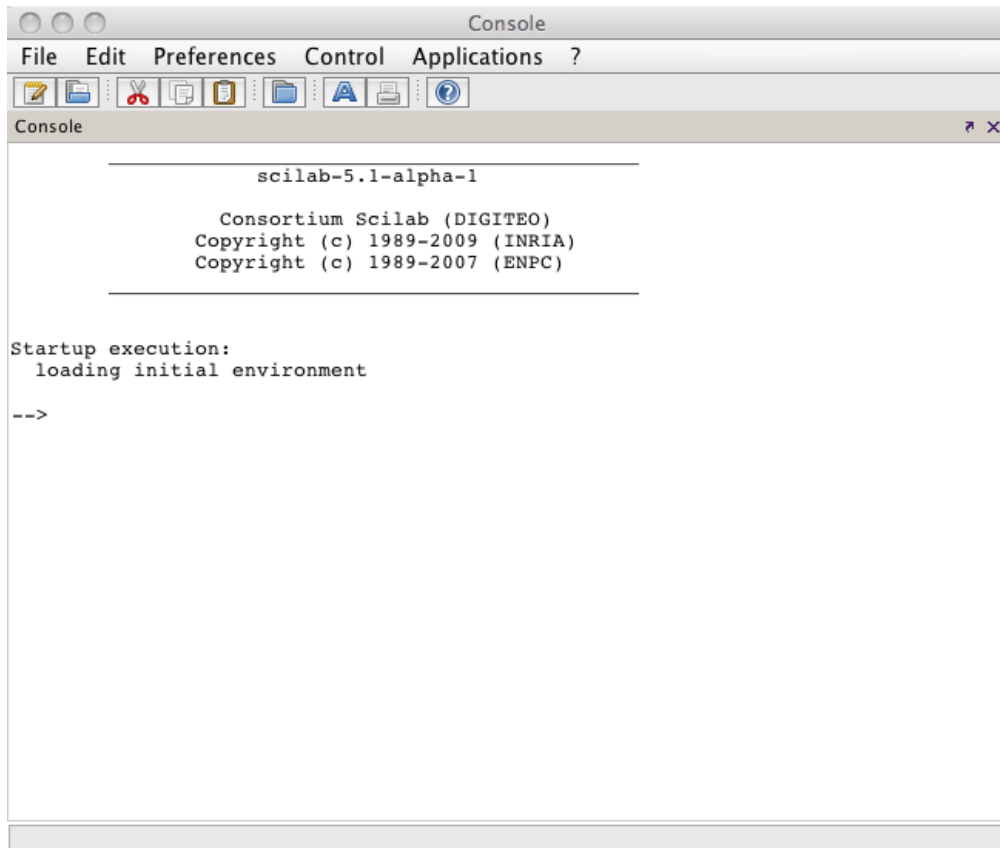 Console
File Edit Preferences Control Applications ?
Console
scilab-5.1-alpha-1
Consortium Scilab (DIGITEO)
Copyright (c) 1989-2009 (INRIA)
Copyright (c) 1989-2007 (ENPC)
Startup execution:
loading initial environment
-->